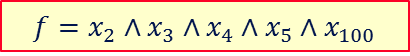 f = x₂ ∧ x₃ ∧ x₄ ∧ x₅ ∧ x₁₀₀